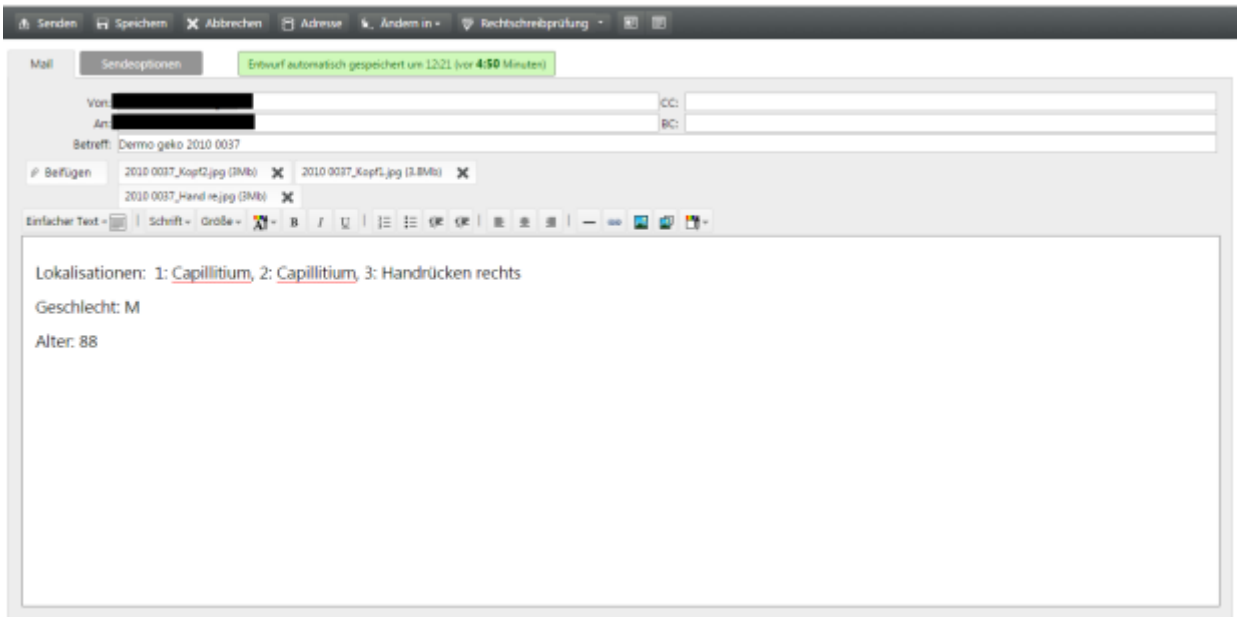 Senden Speichern Abbrechen Adresse Ändern in Rechtschreibprüfung
Mail Sendeoptionen Entwurf automatisch gespeichert um 12:21 (vor 4:50 Minuten)
Von: CC:
An: BC:
Betreff: Dermo geko 2010 0037
Beifügen 2010 0037_Kopf2.jpg (3Mb) 2010 0037_Kopf1.jpg (3.8Mb)
2010 0037_Hand re.jpg (3Mb)
Einfacher Text Schrift Größe B I U
Lokalisationen: 1: Capillitium, 2: Capillitium, 3: Handrücken rechts
Geschlecht: M
Alter: 88